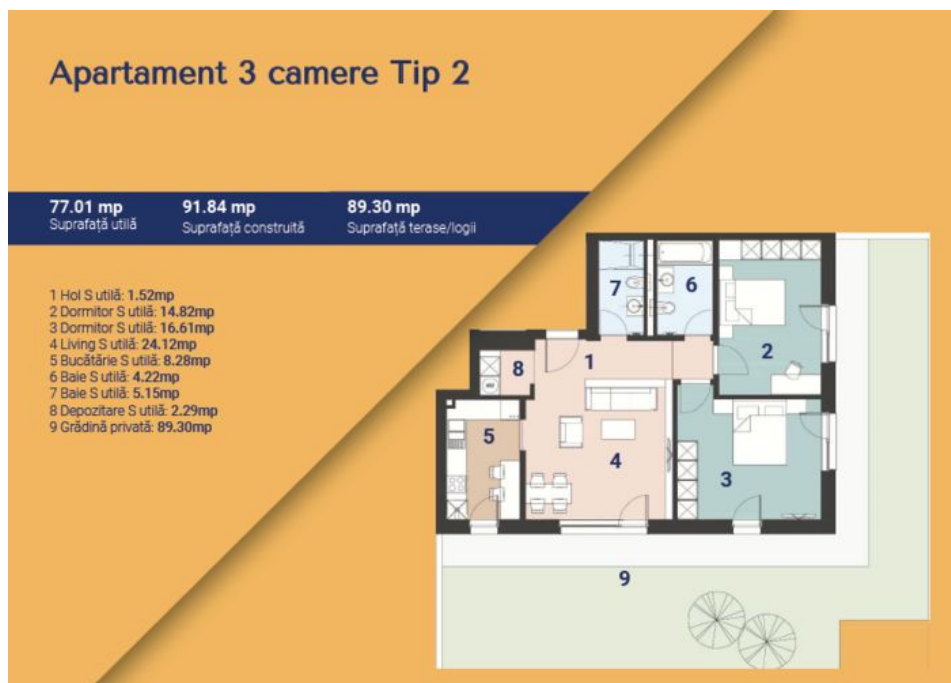 Apartament 3 camere Tip 2
77.01 mp 91.84 mp 89.30 mp
Suprafață utilă Suprafață construită Suprafață terase/logii
1 Hol S utilă: 1.52mp
2 Dormitor S utilă: 14.82mp
3 Dormitor S utilă: 16.61mp
4 Living S utilă: 24.12mp
5 Bucătărie S utilă: 8.28mp
6 Baie S utilă: 4.22mp
7 Baie S utilă: 5.15mp
8 Depozitare S utilă: 2.29mp
9 Grădină privată: 89.30mp
7 6
2
8 1
5 4
3
9